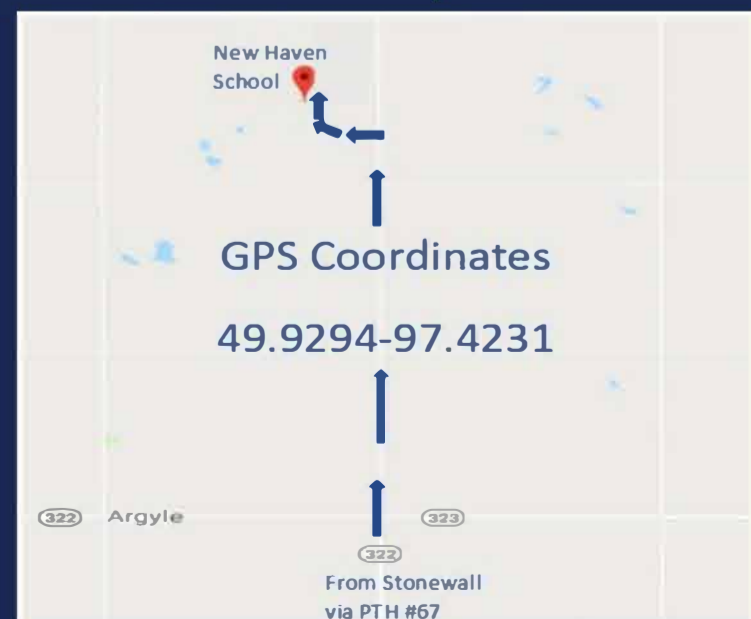 New Haven
School
GPS Coordinates
49.9294-97.4231
322 Argyle
323
322
From Stonewall
via PTH #67